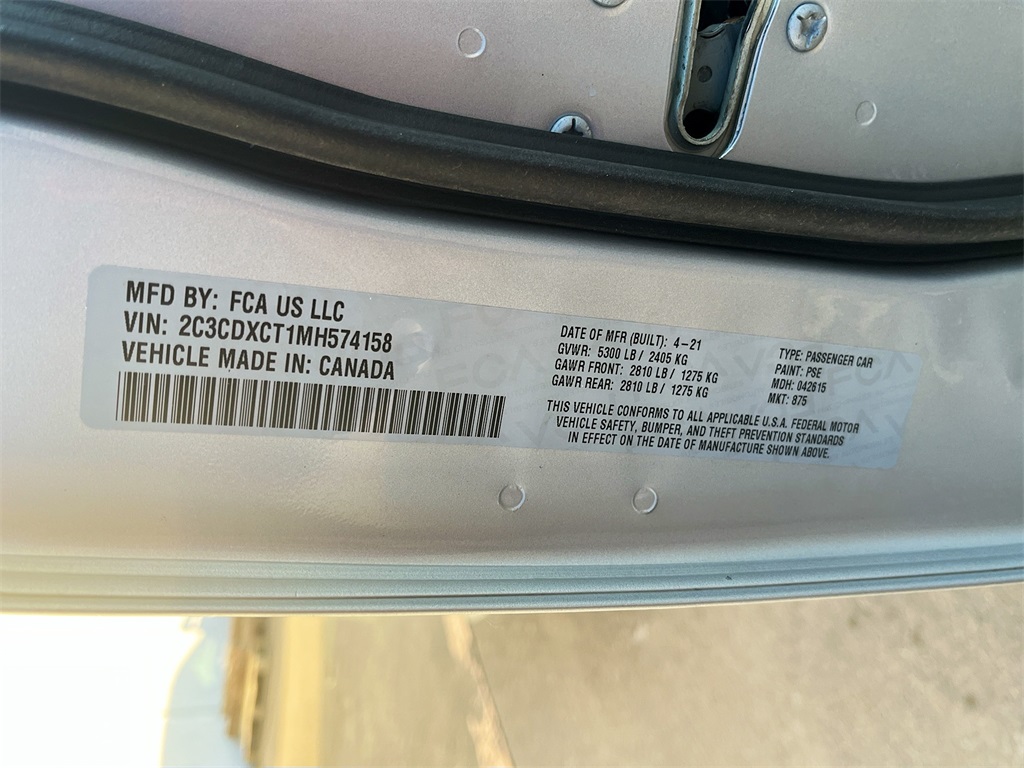 MFD BY: FCA US LLC
VIN: 2C3CDXCT1MH574158
VEHICLE MADE IN: CANADA
DATE OF MFR (BUILT): 4-21
GVWR: 5300 LB / 2405 KG
GAWR FRONT: 2810 LB / 1275 KG
GAWR REAR: 2810 LB / 1275 KG
TYPE: PASSENGER CAR
PAINT: PSE
MDH: 042615
MKT: 875
THIS VEHICLE CONFORMS TO ALL APPLICABLE U.S.A. FEDERAL MOTOR
VEHICLE SAFETY, BUMPER, AND THEFT PREVENTION STANDARDS
IN EFFECT ON THE DATE OF MANUFACTURE SHOWN ABOVE.